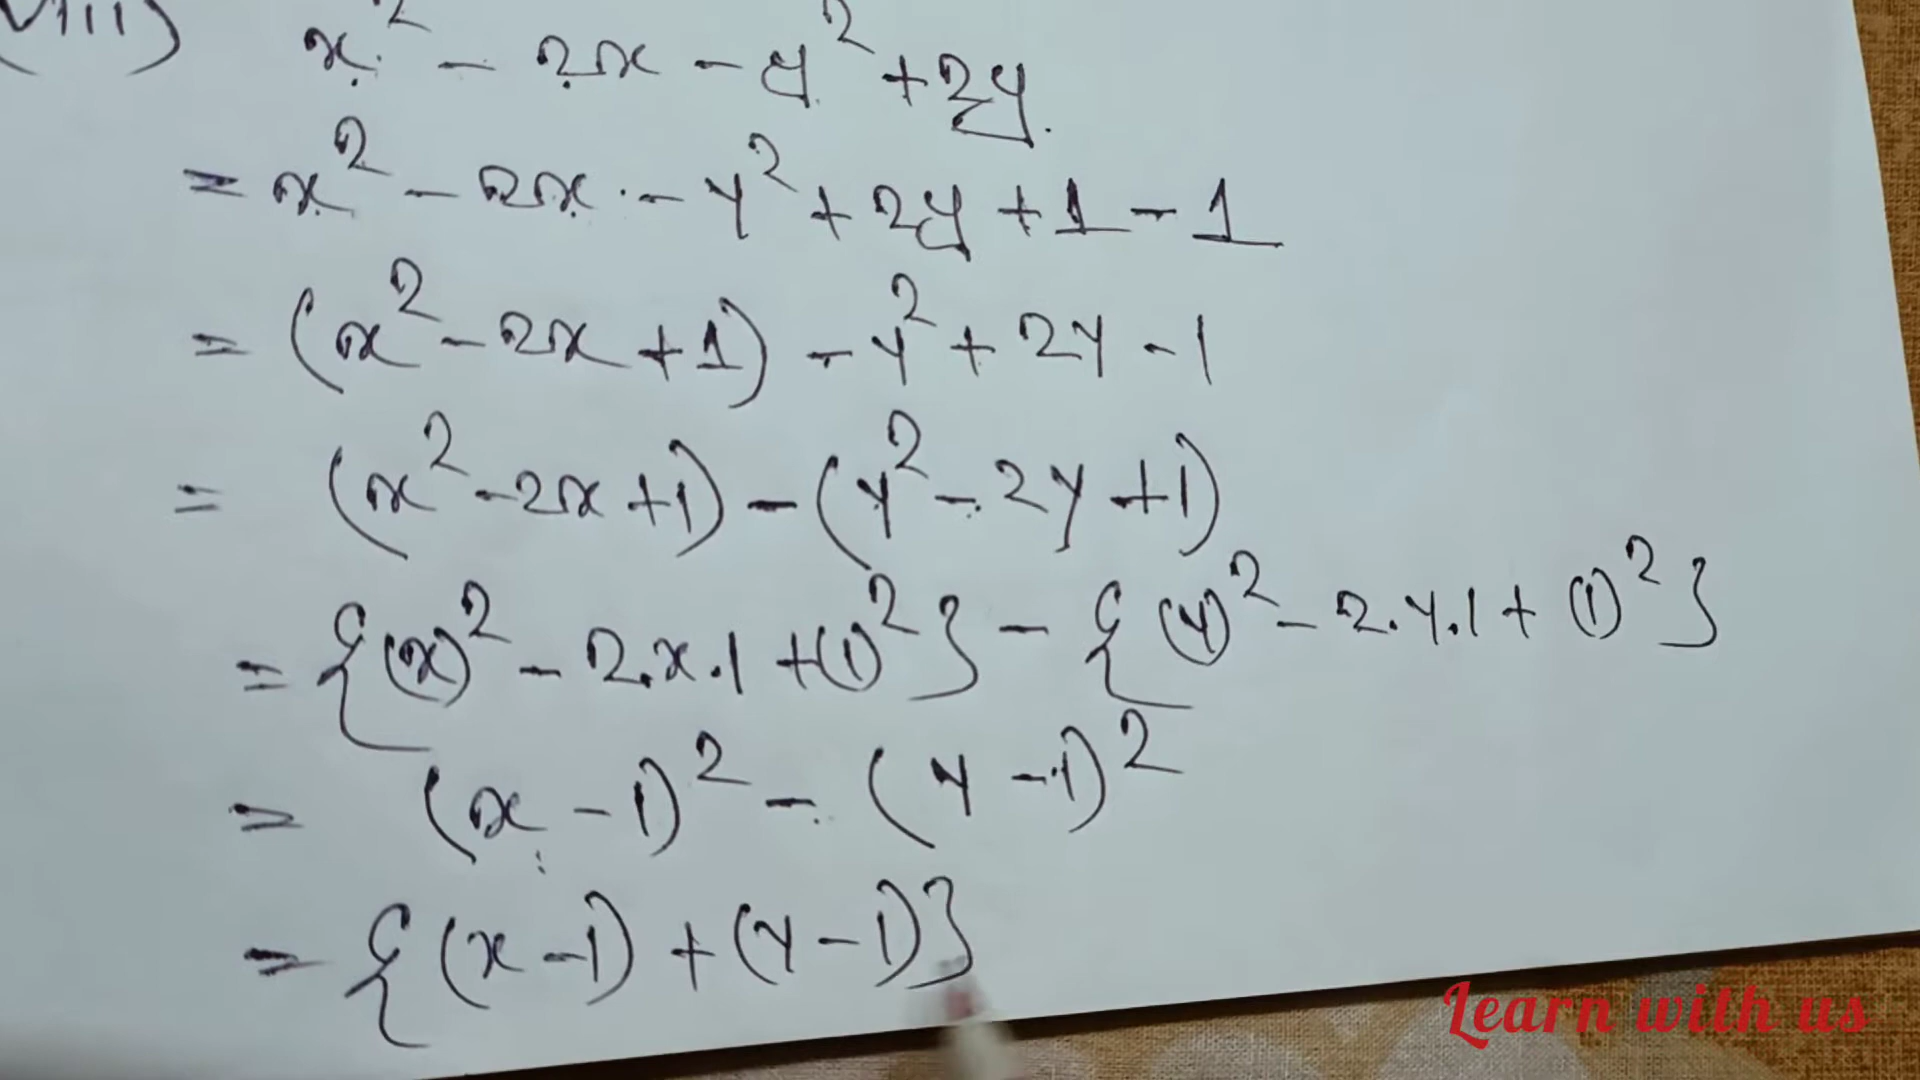 (viii) x² - 2x - y² + 2y
= x² - 2x - y² + 2y + 1 - 1
= (x² - 2x + 1) - y² + 2y - 1
= (x² - 2x + 1) - (y² - 2y + 1)
= {(x)² - 2.x.1 + (1)²} - {(y)² - 2.y.1 + (1)²}
= (x - 1)² - (y - 1)²
= {(x - 1) + (y - 1)}
Learn with us